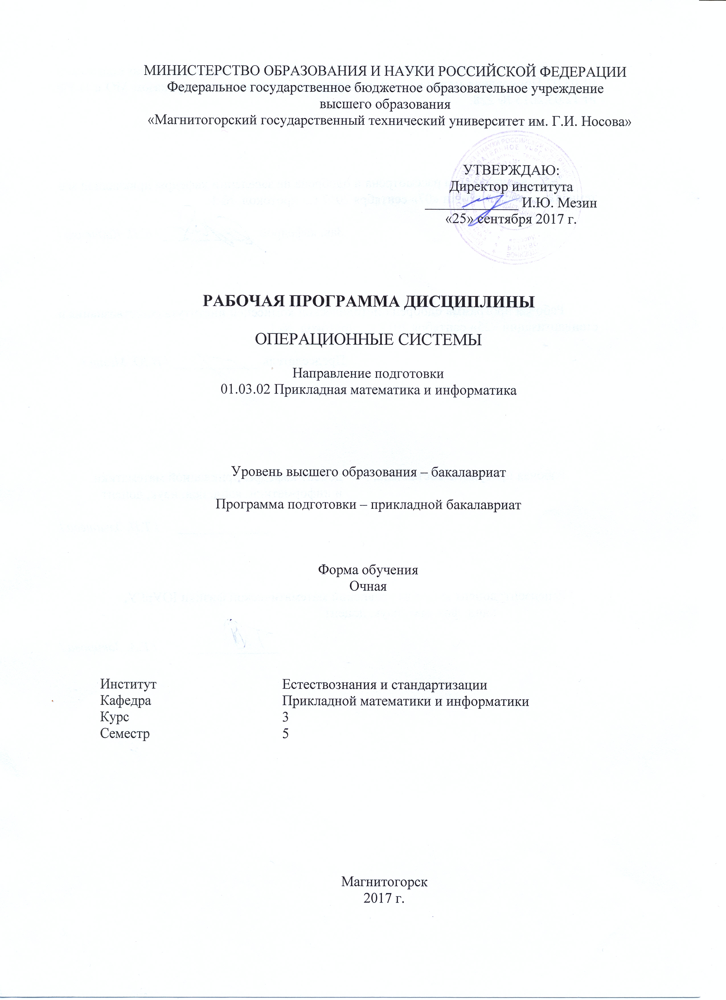 МИНИСТЕРСТВО ОБРАЗОВАНИЯ И НАУКИ РОССИЙСКОЙ ФЕДЕРАЦИИ
Федеральное государственное бюджетное образовательное учреждение
высшего образования
«Магнитогорский государственный технический университет им. Г.И. Носова»
УТВЕРЖДАЮ:
Директор института
И.Ю. Мезин
«25» сентября 2017 г.
РАБОЧАЯ ПРОГРАММА ДИСЦИПЛИНЫ
ОПЕРАЦИОННЫЕ СИСТЕМЫ
Направление подготовки
01.03.02 Прикладная математика и информатика
Уровень высшего образования – бакалавриат
Программа подготовки – прикладной бакалавриат
Форма обучения
Очная
Институт Естествознания и стандартизации
Кафедра Прикладной математики и информатики
Курс 3
Семестр 5
Магнитогорск
2017 г.